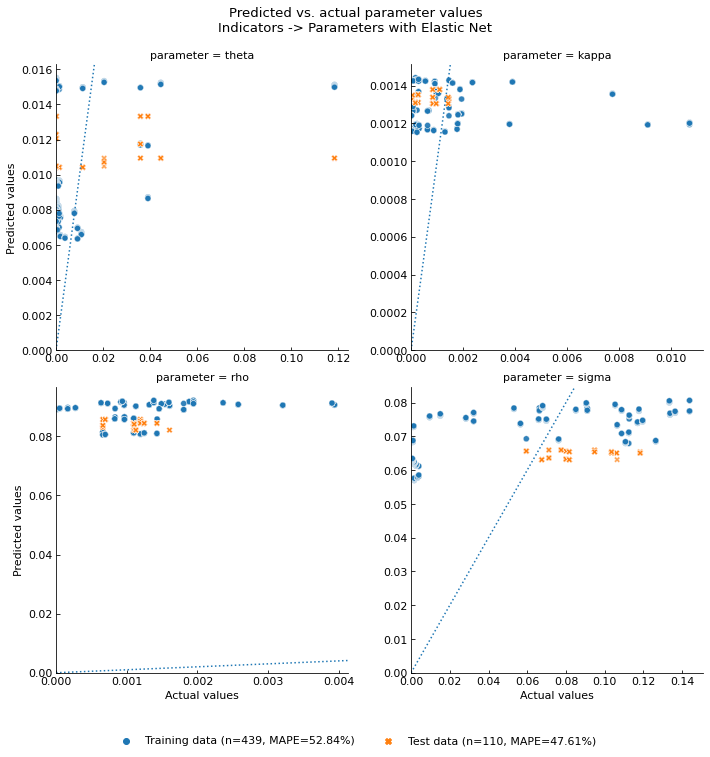 Predicted vs. actual parameter values
Indicators -> Parameters with Elastic Net
parameter = theta
parameter = kappa
0.016
0.014
0.012
0.010
0.008
0.006
0.004
0.002
0.000
Predicted values
0.00 0.02 0.04 0.06 0.08 0.10 0.12
0.0014
0.0012
0.0010
0.0008
0.0006
0.0004
0.0002
0.0000
0.000 0.002 0.004 0.006 0.008 0.010
parameter = rho
parameter = sigma
0.08
0.06
0.04
0.02
0.00
Predicted values
0.000 0.001 0.002 0.003 0.004
Actual values
0.08
0.07
0.06
0.05
0.04
0.03
0.02
0.01
0.00
0.00 0.02 0.04 0.06 0.08 0.10 0.12 0.14
Actual values
Training data (n=439, MAPE=52.84%)
Test data (n=110, MAPE=47.61%)